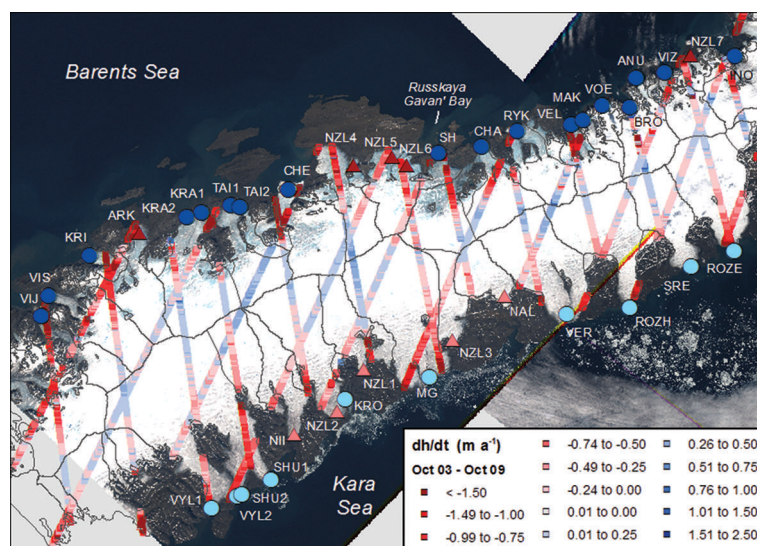 NZL7
VIZ
ANU
INO
Barents Sea
VOE
MAK
Russkaya
Gavan' Bay
RYK
VEL
BRO
CHA
SH
NZL4
NZL5
NZL6
CHE
TAI1
TAI2
KRA1
KRA2
ARK
KRI
VIS
VIJ
ROZE
SRE
NAL
VER
ROZH
NZL3
NZL1
MG
KRO
NZL2
NII
SHU1
SHU2
VYL1
VYL2
Kara
Sea
dh/dt (m a⁻¹)
Oct 03 - Oct 09
< -1.50
-1.49 to -1.00
-0.99 to -0.75
-0.74 to -0.50
-0.49 to -0.25
-0.24 to 0.00
0.01 to 0.00
0.01 to 0.25
0.26 to 0.50
0.51 to 0.75
0.76 to 1.00
1.01 to 1.50
1.51 to 2.50